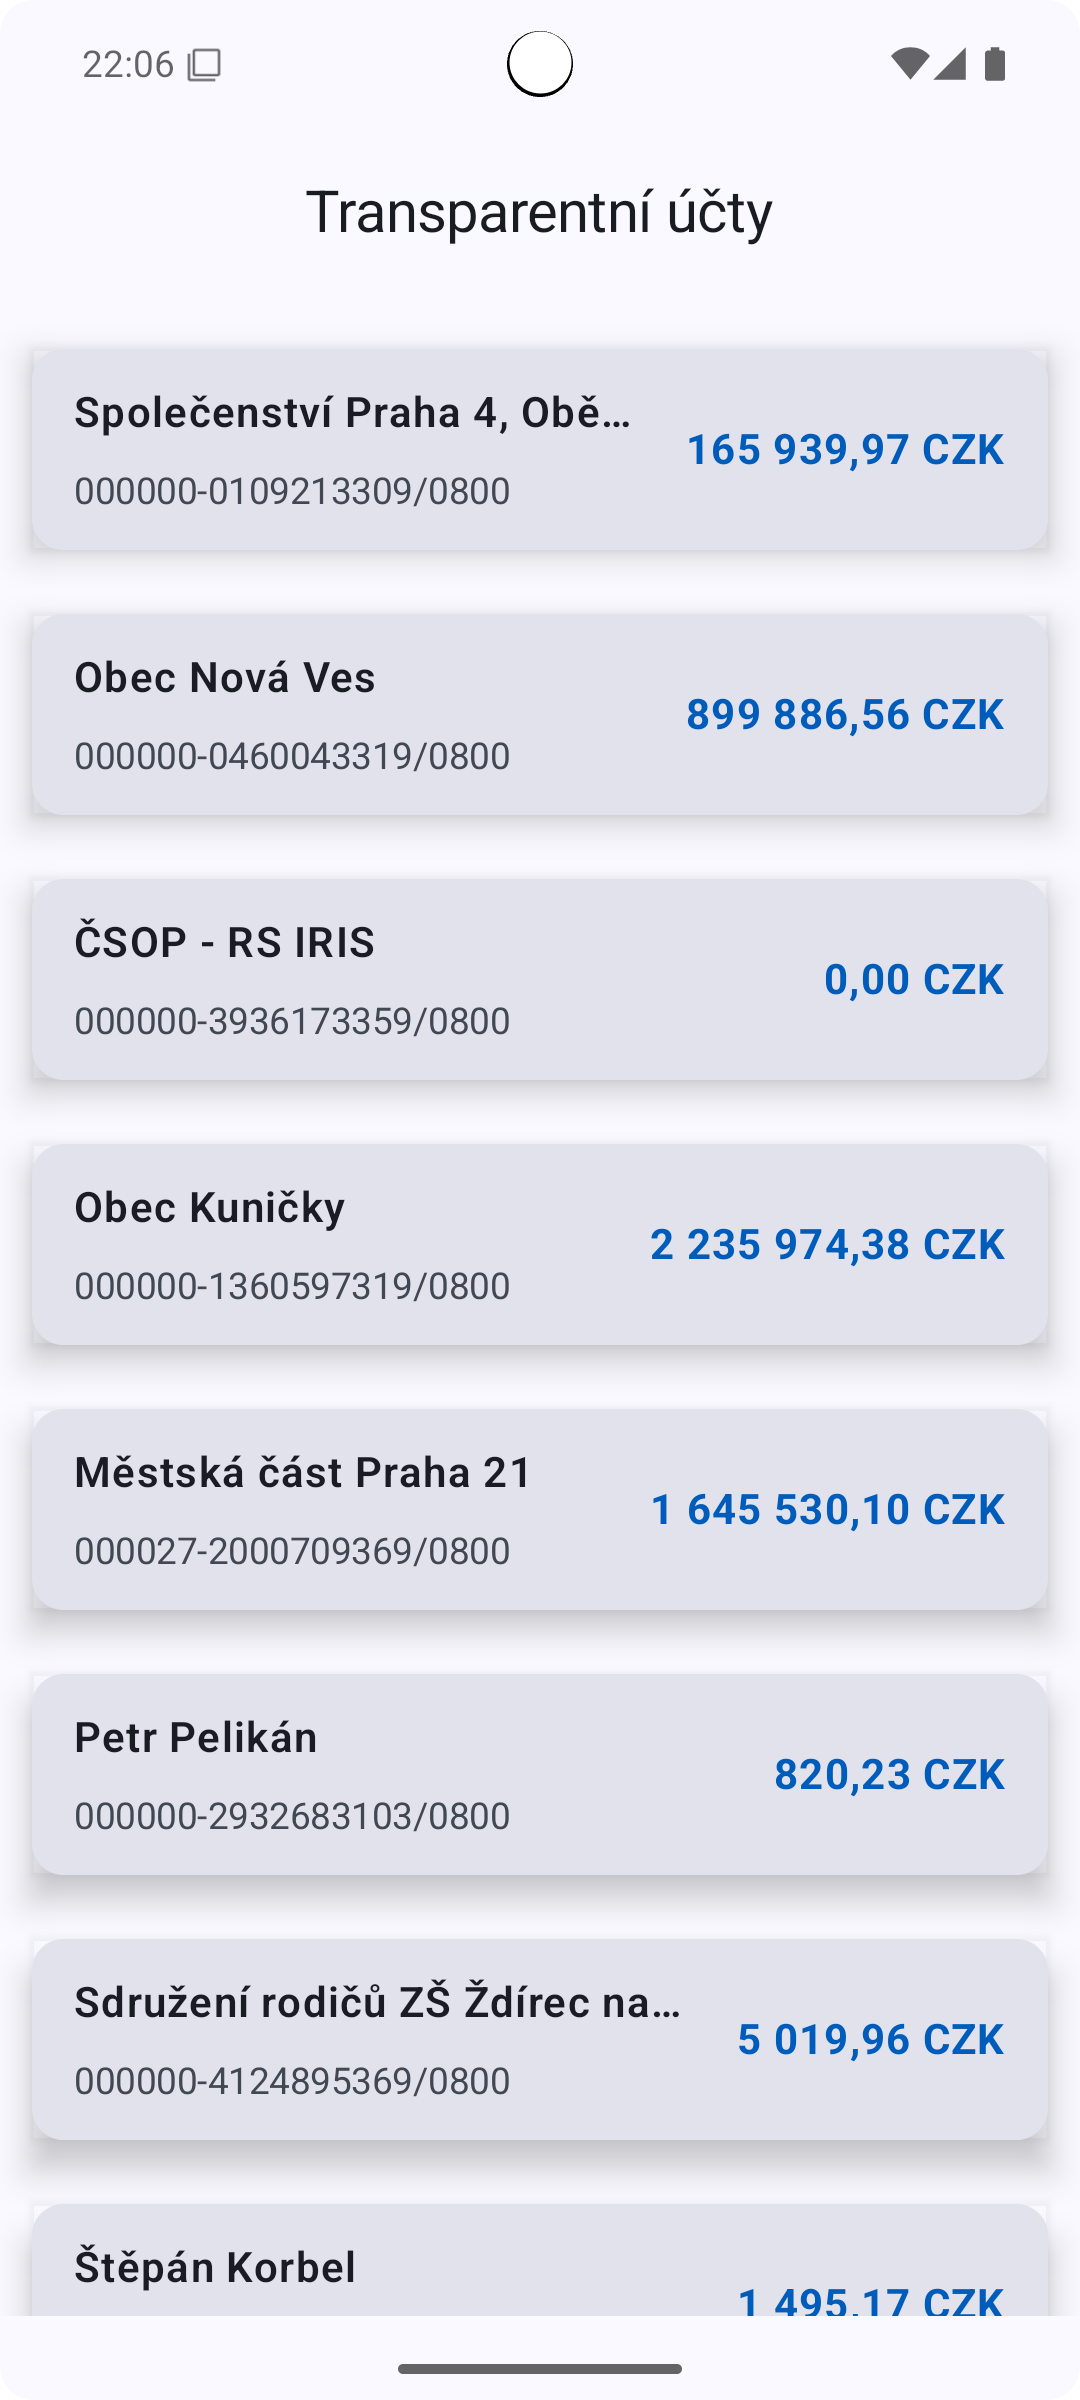 22:06
Transparentní účty
Společenství Praha 4, Obě…
165 939,97 CZK
000000-0109213309/0800
Obec Nová Ves
899 886,56 CZK
000000-0460043319/0800
ČSOP - RS IRIS
0,00 CZK
000000-3936173359/0800
Obec Kuničky
2 235 974,38 CZK
000000-1360597319/0800
Městská část Praha 21
1 645 530,10 CZK
000027-2000709369/0800
Petr Pelikán
820,23 CZK
000000-2932683103/0800
Sdružení rodičů ZŠ Ždírec na…
5 019,96 CZK
000000-4124895369/0800
Štěpán Korbel
1 495,17 CZK